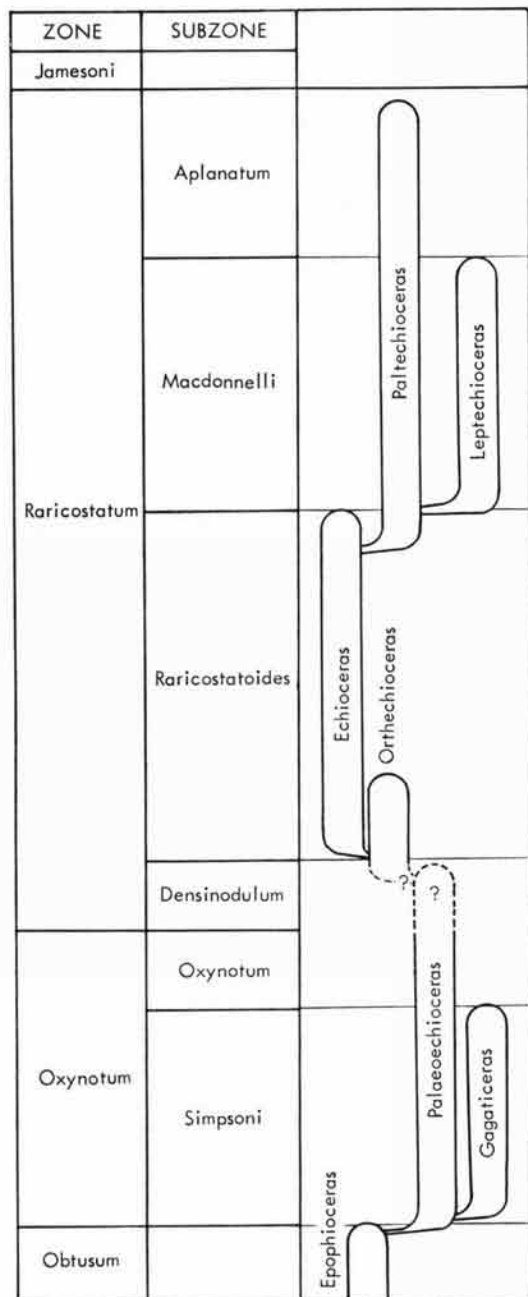 ZONE
SUBZONE
Jamesoni
Aplanatum
Paltechioceras
Macdonnelli
Leptechioceras
Raricostatum
Raricostatoides
Echioceras
Orthechioceras
?
?
Densinodulum
Oxynotum
Palaeoechioceras
Oxynotum
Simpsoni
Gagaticeras
Epophioceras
Obtusum